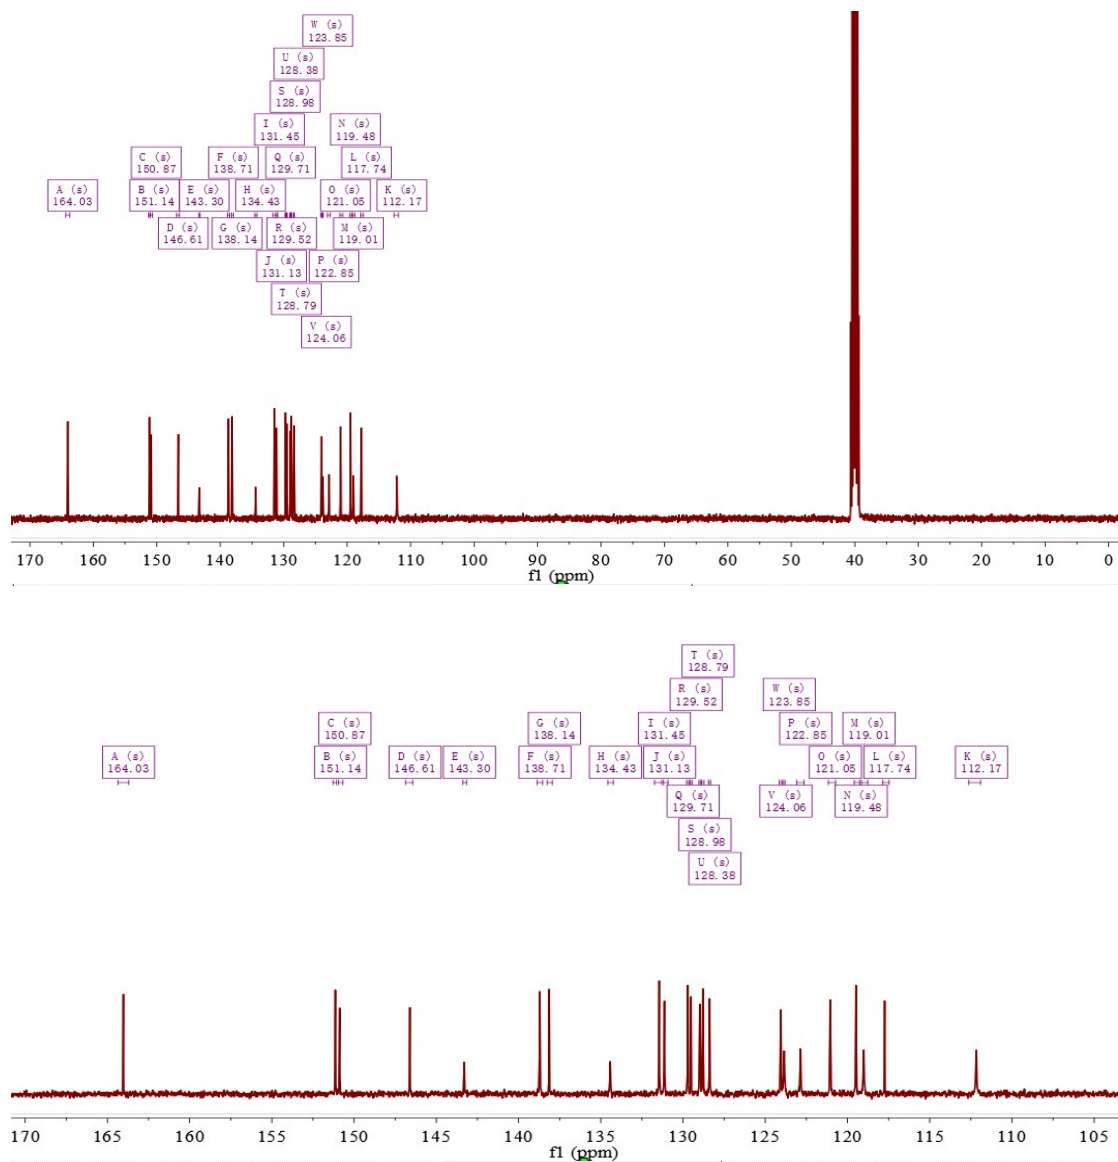 W (s)
123.85
U (s)
128.38
S (s)
128.98
I (s)
131.45
N (s)
119.48
C (s)
150.87
F (s)
138.71
Q (s)
129.71
L (s)
117.74
A (s)
164.03
B (s)
151.14
E (s)
143.30
H (s)
134.43
O (s)
121.05
K (s)
112.17
D (s)
146.61
G (s)
138.14
R (s)
129.52
M (s)
119.01
J (s)
131.13
P (s)
122.85
T (s)
128.79
V (s)
124.06
170 160 150 140 130 120 110 100 90 80 70 60 50 40 30 20 10 0
f1 (ppm)
T (s)
128.79
R (s)
129.52
W (s)
123.85
C (s)
150.87
G (s)
138.14
I (s)
131.45
P (s)
122.85
M (s)
119.01
A (s)
164.03
B (s)
151.14
D (s)
146.61
E (s)
143.30
F (s)
138.71
H (s)
134.43
J (s)
131.13
O (s)
121.05
L (s)
117.74
K (s)
112.17
Q (s)
129.71
V (s)
124.06
N (s)
119.48
S (s)
128.98
U (s)
128.38
170 165 160 155 150 145 140 135 130 125 120 115 110 105
f1 (ppm)